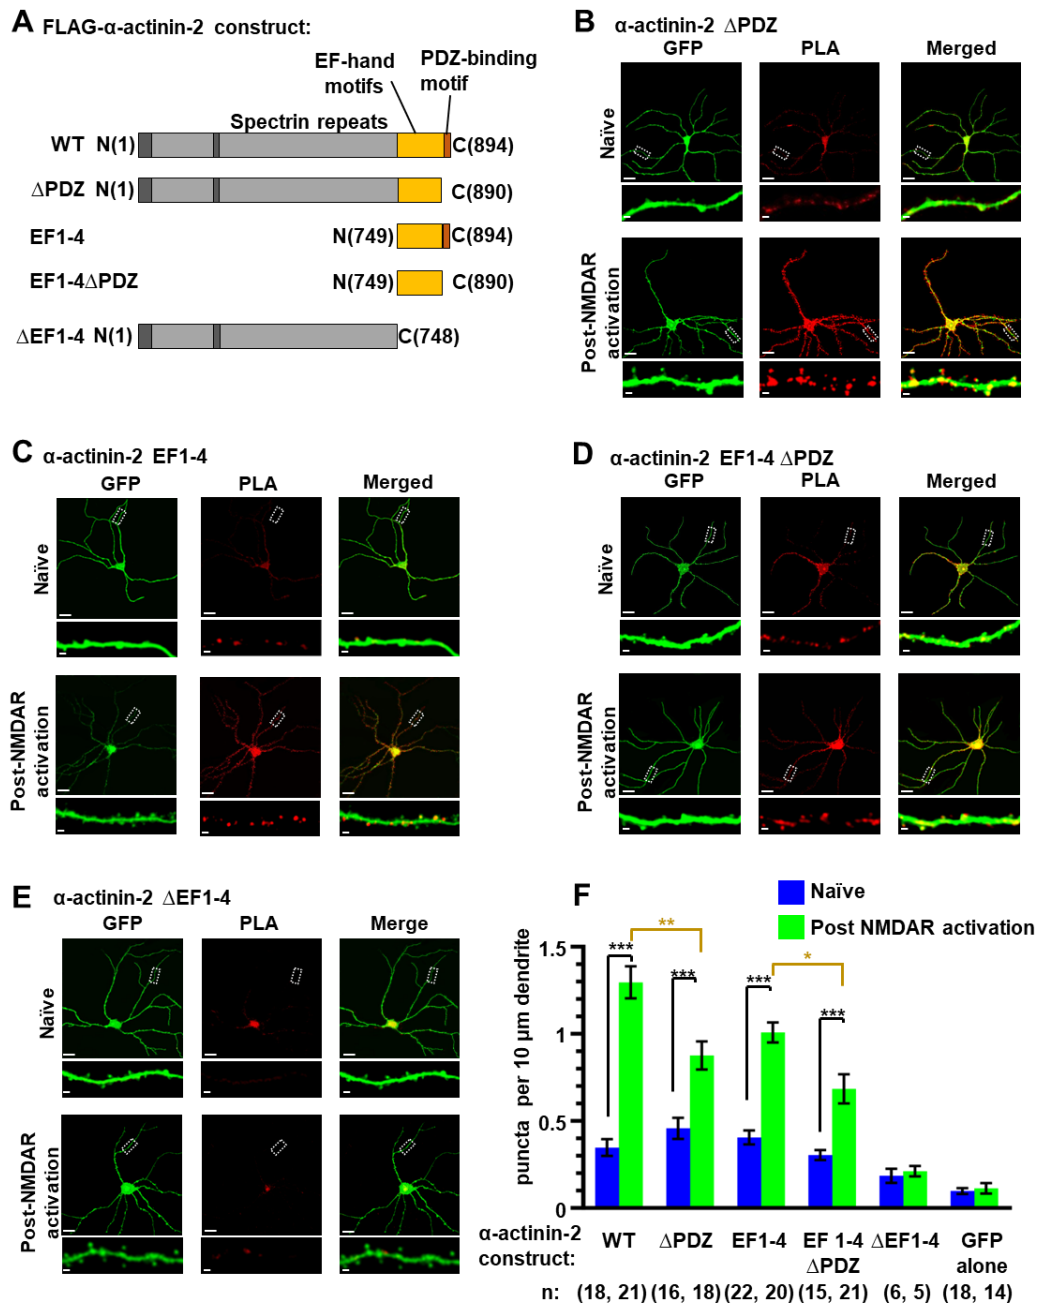 A FLAG-α-actinin-2 construct:
EF-hand motifs
PDZ-binding motif
Spectrin repeats
WT N(1) C(894)
ΔPDZ N(1) C(890)
EF1-4 N(749) C(894)
EF1-4ΔPDZ N(749) C(890)
ΔEF1-4 N(1) C(748)
B α-actinin-2 ΔPDZ
GFP PLA Merged
Naïve
Post-NMDAR activation
C α-actinin-2 EF1-4
GFP PLA Merged
Naïve
Post-NMDAR activation
D α-actinin-2 EF1-4 ΔPDZ
GFP PLA Merged
Naïve
Post-NMDAR activation
E α-actinin-2 ΔEF1-4
GFP PLA Merge
Naïve
Post-NMDAR activation
F
Naïve
Post NMDAR activation
puncta per 10 µm dendrite
1.5
1
0.5
0
*** ** *** *** * ***
α-actinin-2 construct:
WT ΔPDZ EF1-4 EF 1-4 ΔPDZ ΔEF1-4 GFP alone
n: (18, 21) (16, 18) (22, 20) (15, 21) (6, 5) (18, 14)